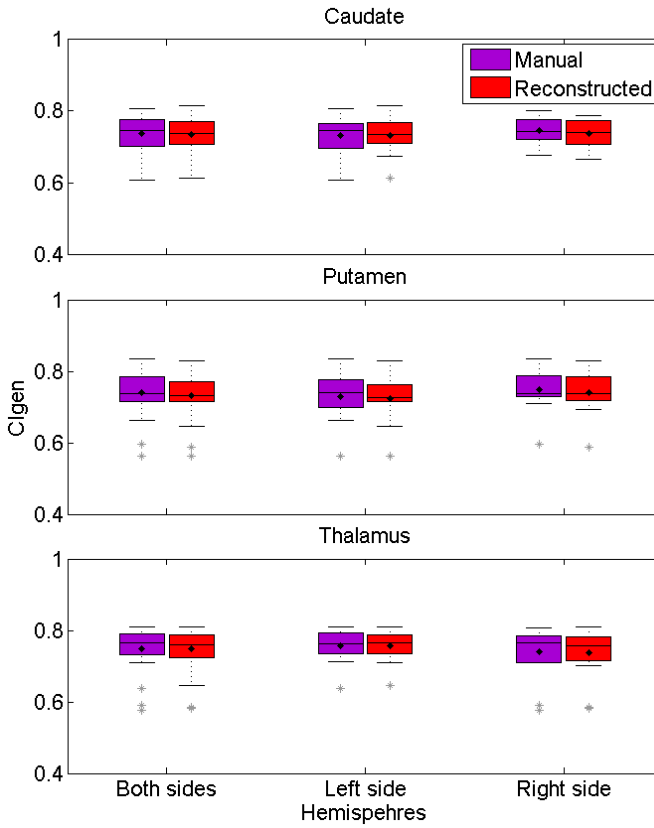 Caudate
1
0.8
0.6
0.4
Manual
Reconstructed
Putamen
1
0.8
0.6
0.4
CIgen
Thalamus
1
0.8
0.6
0.4
Both sides Left side Right side
Hemispehres